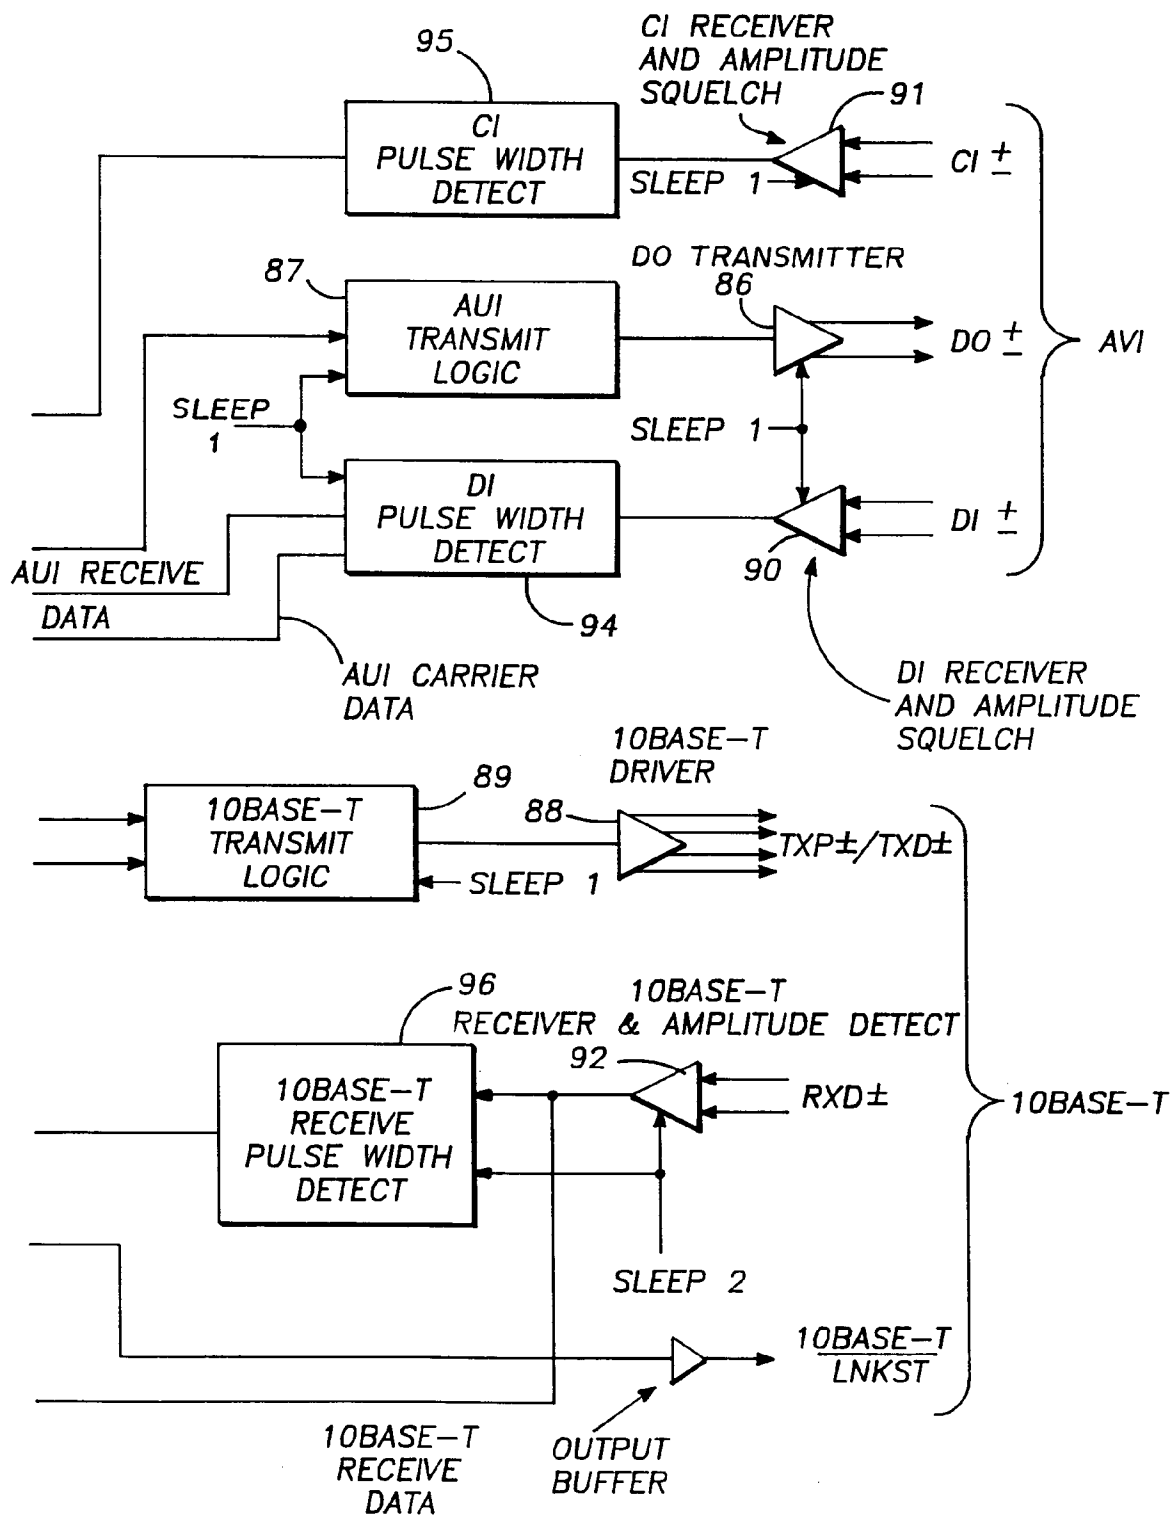 CI RECEIVER
AND AMPLITUDE
SQUELCH
95
91
CI
PULSE WIDTH
DETECT
SLEEP 1
CI ±
DO TRANSMITTER
87
86
AUI
TRANSMIT
LOGIC
DO ±
AVI
SLEEP
1
SLEEP 1
DI
PULSE WIDTH
DETECT
DI ±
90
AUI RECEIVE
DATA
94
AUI CARRIER
DATA
DI RECEIVER
AND AMPLITUDE
SQUELCH
10BASE-T
DRIVER
89
88
10BASE-T
TRANSMIT
LOGIC
TXP±/TXD±
SLEEP 1
96
10BASE-T
RECEIVER & AMPLITUDE DETECT
92
10BASE-T
RECEIVE
PULSE WIDTH
DETECT
RXD±
10BASE-T
SLEEP 2
10BASE-T
LNKST
10BASE-T
RECEIVE
DATA
OUTPUT
BUFFER